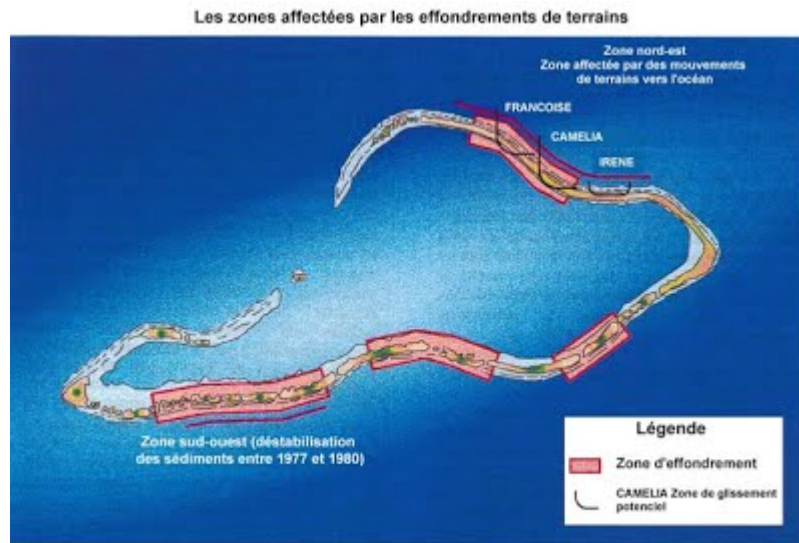 Les zones affectées par les effondrements de terrains
Zone nord-est
Zone affectée par des mouvements
de terrains vers l'océan
FRANCOISE
CAMELIA
IRENE
Zone sud-ouest (déstabilisation
des sédiments entre 1977 et 1980)
Légende
Zone d'effondrement
CAMELIA Zone de glissement
potenciel